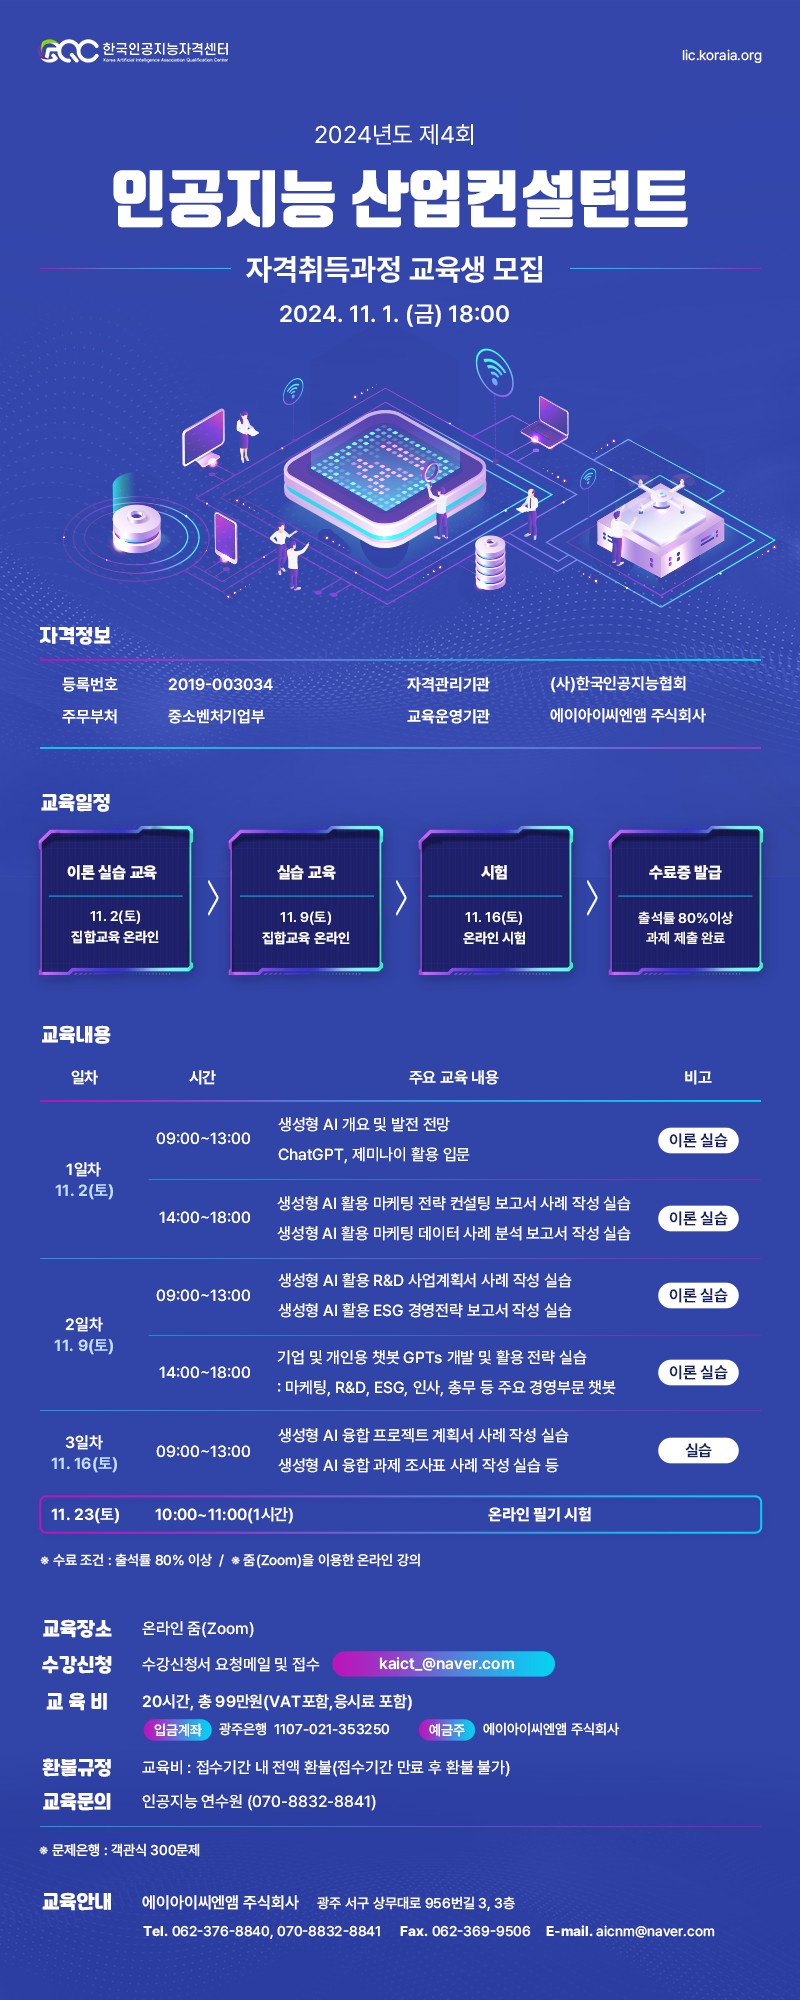 AQC 한국인공지능자격센터
Korea Artificial Intelligence Association Qualification Center
lic.koraia.org
2024년도 제4회
인공지능 산업컨설턴트
자격취득과정 교육생 모집
2024. 11. 1. (금) 18:00
자격정보
등록번호 2019-003034 자격관리기관 (사)한국인공지능협회
주무부처 중소벤처기업부 교육운영기관 에이아이씨엔앰 주식회사
교육일정
이론 실습 교육
11. 2(토)
집합교육 온라인
실습 교육
11. 9(토)
집합교육 온라인
시험
11. 16(토)
온라인 시험
수료증 발급
출석률 80%이상
과제 제출 완료
교육내용
일차 시간 주요 교육 내용 비고
1일차
11. 2(토)
09:00~13:00
생성형 AI 개요 및 발전 전망
ChatGPT, 제미나이 활용 입문
이론 실습
14:00~18:00
생성형 AI 활용 마케팅 전략 컨설팅 보고서 사례 작성 실습
생성형 AI 활용 마케팅 데이터 사례 분석 보고서 작성 실습
이론 실습
2일차
11. 9(토)
09:00~13:00
생성형 AI 활용 R&D 사업계획서 사례 작성 실습
생성형 AI 활용 ESG 경영전략 보고서 작성 실습
이론 실습
14:00~18:00
기업 및 개인용 챗봇 GPTs 개발 및 활용 전략 실습
: 마케팅, R&D, ESG, 인사, 총무 등 주요 경영부문 챗봇
이론 실습
3일차
11. 16(토)
09:00~13:00
생성형 AI 융합 프로젝트 계획서 사례 작성 실습
생성형 AI 융합 과제 조사표 사례 작성 실습 등
실습
11. 23(토) 10:00~11:00(1시간) 온라인 필기 시험
※ 수료 조건 : 출석률 80% 이상 / ※ 줌(Zoom)을 이용한 온라인 강의
교육장소 온라인 줌(Zoom)
수강신청 수강신청서 요청메일 및 접수 kaict_@naver.com
교 육 비 20시간, 총 99만원(VAT포함,응시료 포함)
입금계좌 광주은행 1107-021-353250 예금주 에이아이씨엔앰 주식회사
환불규정 교육비 : 접수기간 내 전액 환불(접수기간 만료 후 환불 불가)
교육문의 인공지능 연수원 (070-8832-8841)
※ 문제은행 : 객관식 300문제
교육안내 에이아이씨엔앰 주식회사 광주 서구 상무대로 956번길 3, 3층
Tel. 062-376-8840, 070-8832-8841 Fax. 062-369-9506 E-mail. aicnm@naver.com